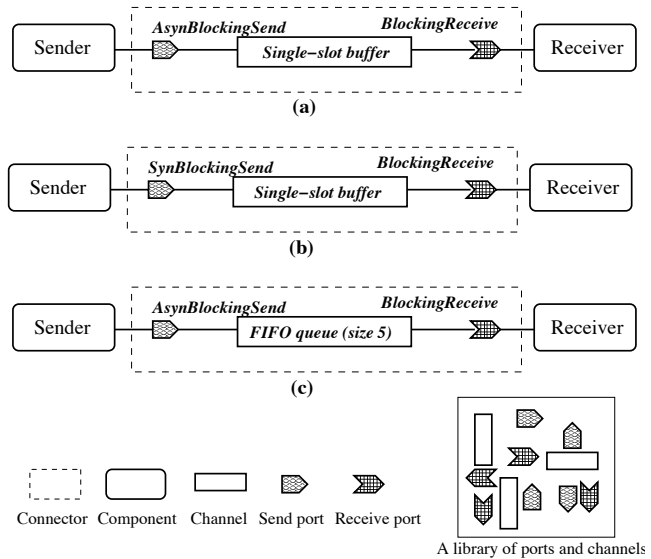 AsynBlockingSend
BlockingReceive
Sender
Single-slot buffer
Receiver
(a)
SynBlockingSend
BlockingReceive
Sender
Single-slot buffer
Receiver
(b)
AsynBlockingSend
BlockingReceive
Sender
FIFO queue (size 5)
Receiver
(c)
Connector
Component
Channel
Send port
Receive port
A library of ports and channels